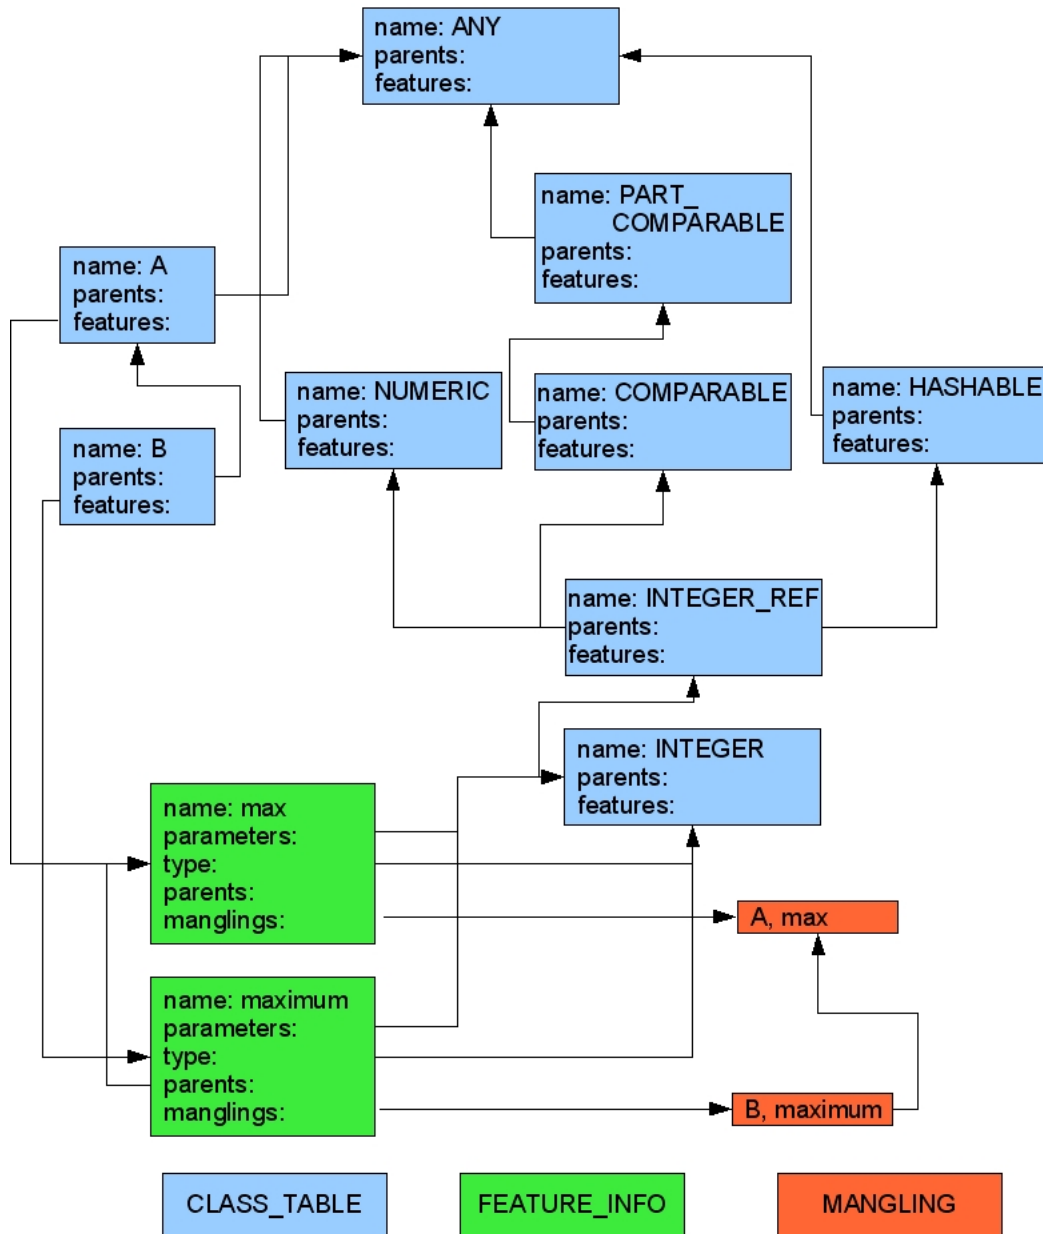 name: ANY
parents:
features:
name: PART_
COMPARABLE
parents:
features:
name: A
parents:
features:
name: NUMERIC
parents:
features:
name: COMPARABLE
parents:
features:
name: HASHABLE
parents:
features:
name: B
parents:
features:
name: INTEGER_REF
parents:
features:
name: INTEGER
parents:
features:
name: max
parameters:
type:
parents:
manglings:
A, max
name: maximum
parameters:
type:
parents:
manglings:
B, maximum
CLASS_TABLE
FEATURE_INFO
MANGLING